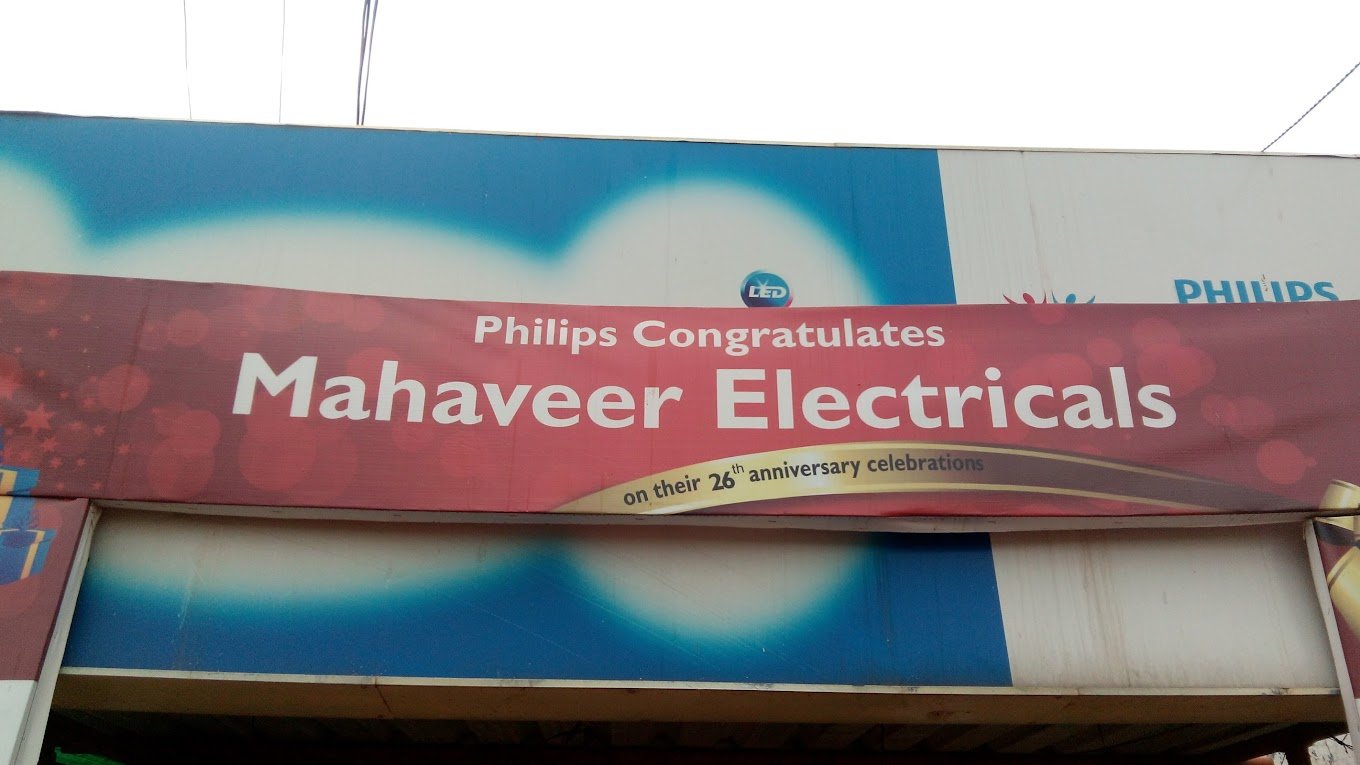 LED
PHILIPS
Philips Congratulates
Mahaveer Electricals
on their 26th anniversary celebrations